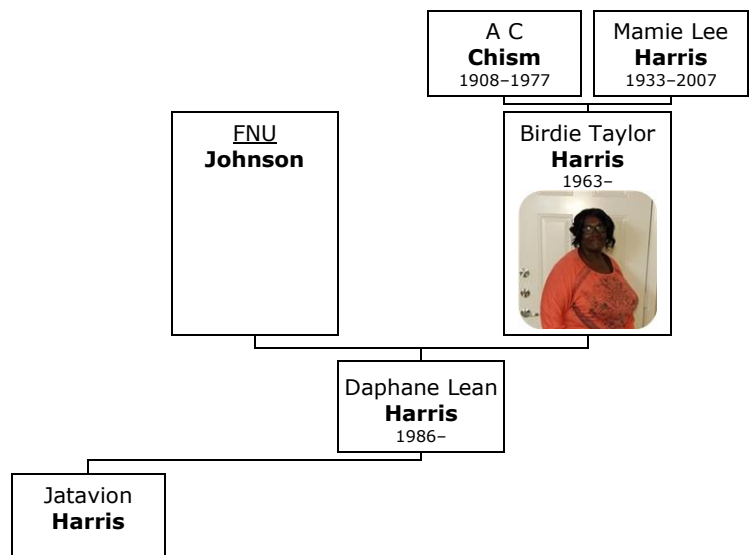 A C
Chism
1908–1977
Mamie Lee
Harris
1933–2007
FNU
Johnson
Birdie Taylor
Harris
1963–
Daphane Lean
Harris
1986–
Jatavion
Harris